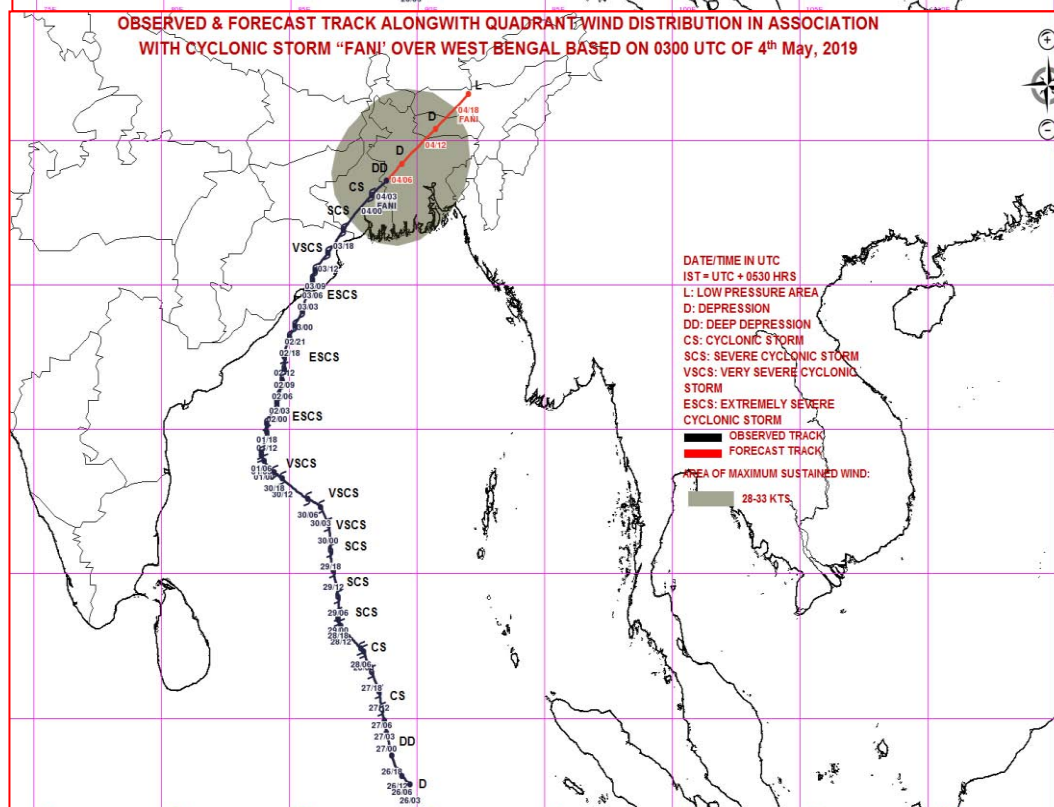 75E 80E 85E 90E 95E 100E 105E 110E
OBSERVED & FORECAST TRACK ALONGWITH QUADRANT WIND DISTRIBUTION IN ASSOCIATION
WITH CYCLONIC STORM "FANI' OVER WEST BENGAL BASED ON 0300 UTC OF 4th May, 2019
L
04/18
FANI
D
04/12
D
DD
04/06
CS
04/03
FANI
04/00
SCS
03/18
VSCS
03/12
03/09
03/06
ESCS
03/03
02/21
02/18
ESCS
02/12
02/09
02/06
02/03
02/00
ESCS
01/18
01/06
VSCS
30/18
30/12
VSCS
30/06
30/03
VSCS
30/00
SCS
29/18
29/12
SCS
29/06
SCS
29/00
28/18
28/12
CS
28/06
27/18
CS
27/06
27/03
27/00
DD
26/18
26/12
D
26/06
26/03
DATE/TIME IN UTC
IST = UTC + 0530 HRS
L: LOW PRESSURE AREA
D: DEPRESSION
DD: DEEP DEPRESSION
CS: CYCLONIC STORM
SCS: SEVERE CYCLONIC STORM
VSCS: VERY SEVERE CYCLONIC
STORM
ESCS: EXTREMELY SEVERE
CYCLONIC STORM
OBSERVED TRACK
FORECAST TRACK
AREA OF MAXIMUM SUSTAINED WIND:
28-33 KTS